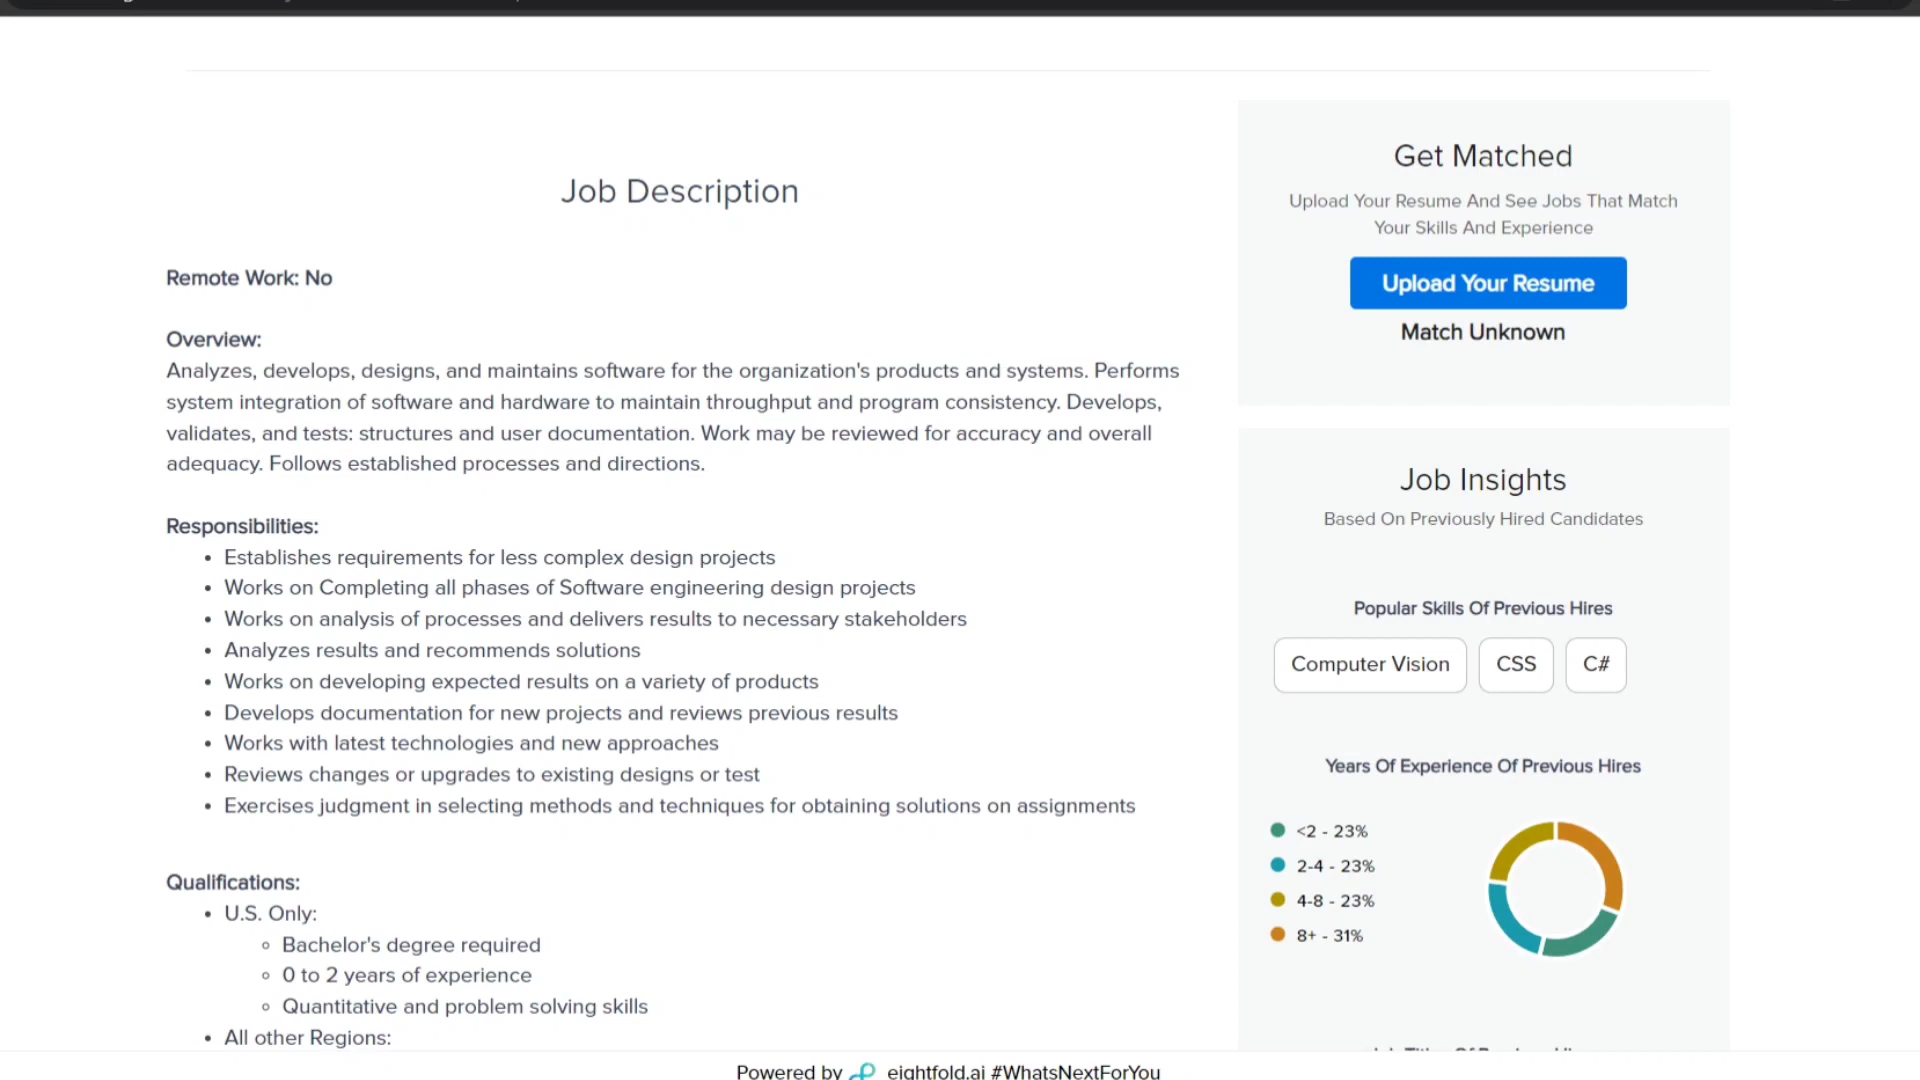 Job Description
Remote Work: No
Overview:
Analyzes, develops, designs, and maintains software for the organization's products and systems. Performs
system integration of software and hardware to maintain throughput and program consistency. Develops,
validates, and tests: structures and user documentation. Work may be reviewed for accuracy and overall
adequacy. Follows established processes and directions.
Responsibilities:
• Establishes requirements for less complex design projects
• Works on Completing all phases of Software engineering design projects
• Works on analysis of processes and delivers results to necessary stakeholders
• Analyzes results and recommends solutions
• Works on developing expected results on a variety of products
• Develops documentation for new projects and reviews previous results
• Works with latest technologies and new approaches
• Reviews changes or upgrades to existing designs or test
• Exercises judgment in selecting methods and techniques for obtaining solutions on assignments
Qualifications:
• U.S. Only:
◦ Bachelor's degree required
◦ 0 to 2 years of experience
◦ Quantitative and problem solving skills
• All other Regions:
Get Matched
Upload Your Resume And See Jobs That Match
Your Skills And Experience
Upload Your Resume
Match Unknown
Job Insights
Based On Previously Hired Candidates
Popular Skills Of Previous Hires
Computer Vision CSS C#
Years Of Experience Of Previous Hires
<2 - 23%
2-4 - 23%
4-8 - 23%
8+ - 31%
Powered by eightfold.ai #WhatsNextForYou